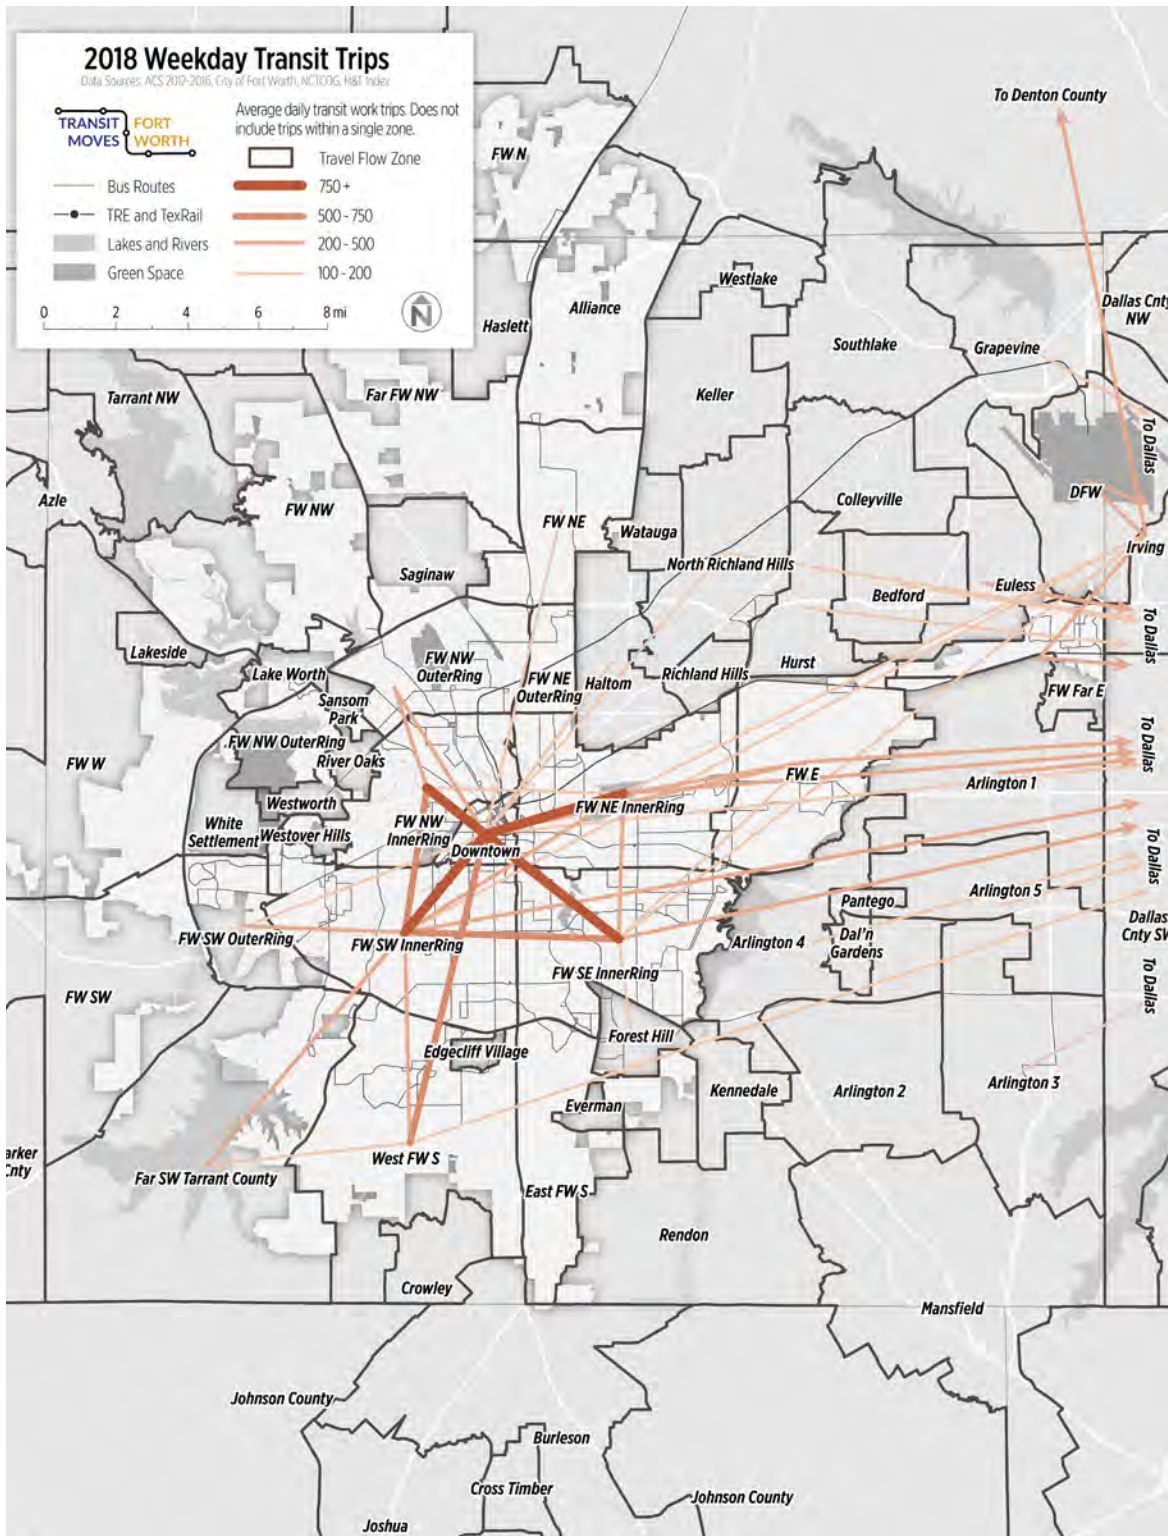 2018 Weekday Transit Trips
Data Sources: ACS 2012-2016, City of Fort Worth, NCTCOG, H&T Index
TRANSIT FORT
MOVES WORTH
Average daily transit work trips. Does not
include trips within a single zone.
Travel Flow Zone
Bus Routes
750 +
TRE and TexRail
500 - 750
Lakes and Rivers
200 - 500
Green Space
100 - 200
0 2 4 6 8 mi
N
To Denton County
FW N
Westlake
Alliance
Haslett
Dallas Cnty
NW
Southlake
Grapevine
Keller
Tarrant NW
Far FW NW
To Dallas
Azle
FW NW
DFW
Colleyville
FW NE
Watauga
Irving
North Richland Hills
Saginaw
Euless
Bedford
To Dallas
Lakeside
Lake Worth
FW NW
OuterRing
FW NE
OuterRing
Haltom
Richland Hills
Hurst
FW Far E
Sansom
Park
FW NW OuterRing
River Oaks
FW W
To Dallas
FW E
Arlington 1
Westworth
FW NE InnerRing
White
Settlement
Westover Hills
FW NW
InnerRing
Downtown
To Dallas
Pantego
Arlington 5
Dallas
Cnty SW
FW SW OuterRing
FW SW InnerRing
Arlington 4
Dal'n
Gardens
FW SE InnerRing
To Dallas
FW SW
Forest Hill
Edgecliff Village
Everman
Kennedale
Arlington 2
Arlington 3
arker
Cnty
West FW S
Far SW Tarrant County
East FW S
Rendon
Crowley
Mansfield
Johnson County
Burleson
Cross Timber
Johnson County
Joshua